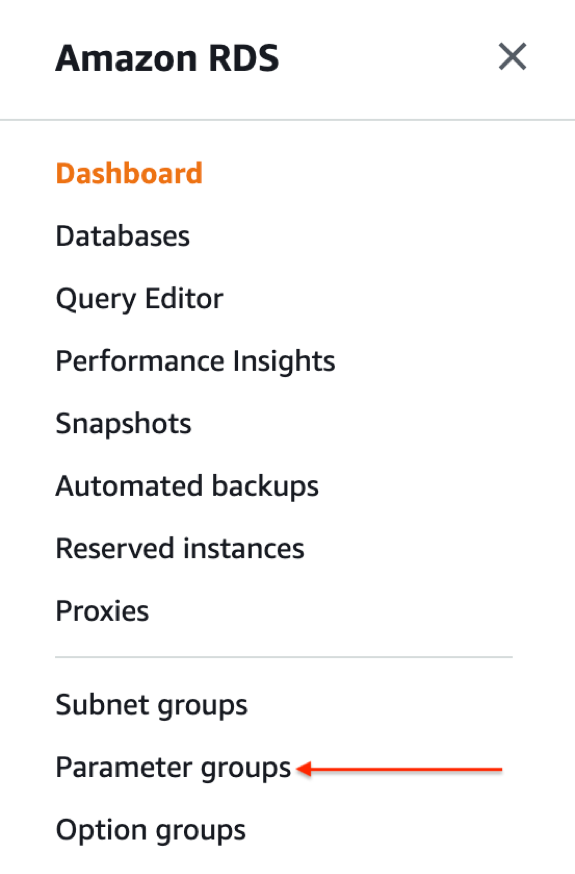 Amazon RDS
Dashboard
Databases
Query Editor
Performance Insights
Snapshots
Automated backups
Reserved instances
Proxies
Subnet groups
Parameter groups
Option groups